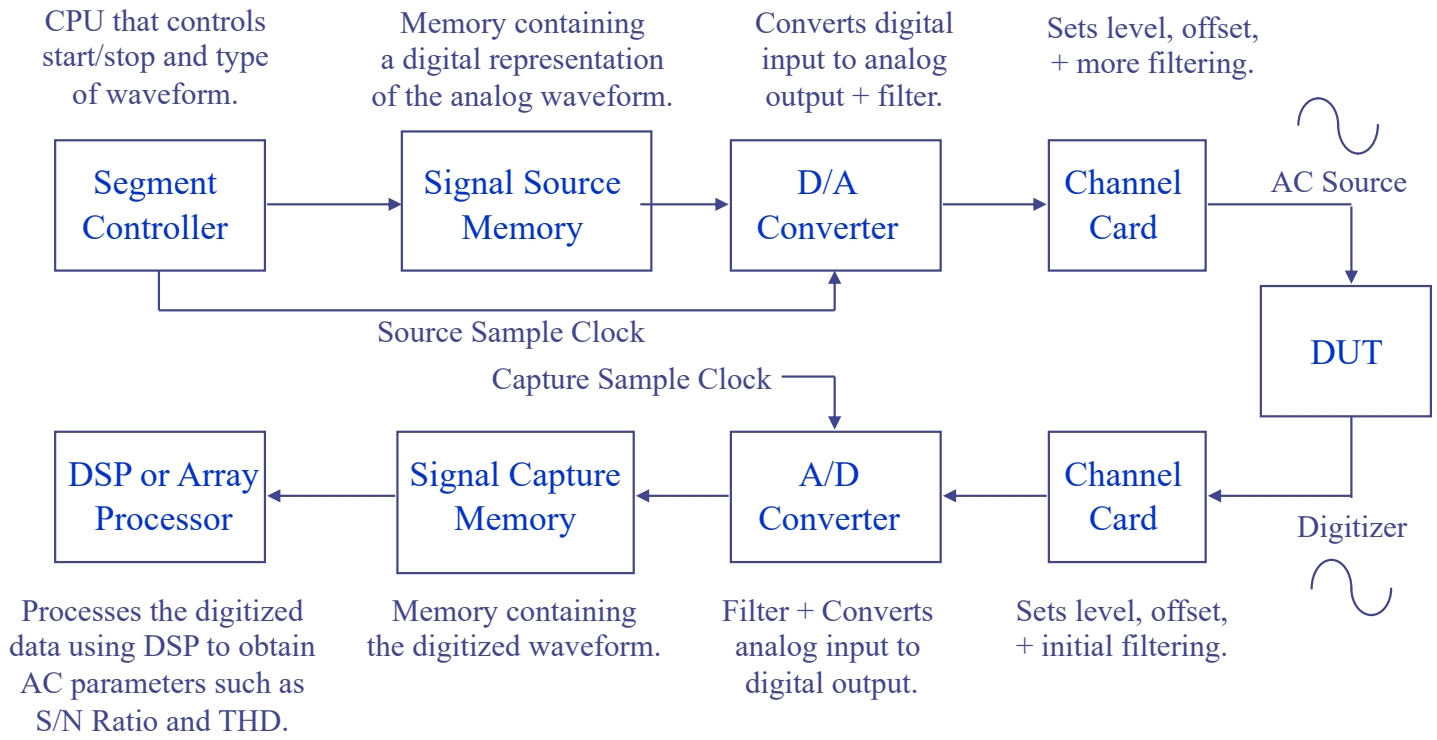 CPU that controls
start/stop and type
of waveform.
Memory containing
a digital representation
of the analog waveform.
Converts digital
input to analog
output + filter.
Sets level, offset,
+ more filtering.
Segment
Controller
Signal Source
Memory
D/A
Converter
Channel
Card
AC Source
Source Sample Clock
DUT
Capture Sample Clock
DSP or Array
Processor
Signal Capture
Memory
A/D
Converter
Channel
Card
Digitizer
Processes the digitized
data using DSP to obtain
AC parameters such as
S/N Ratio and THD.
Memory containing
the digitized waveform.
Filter + Converts
analog input to
digital output.
Sets level, offset,
+ initial filtering.